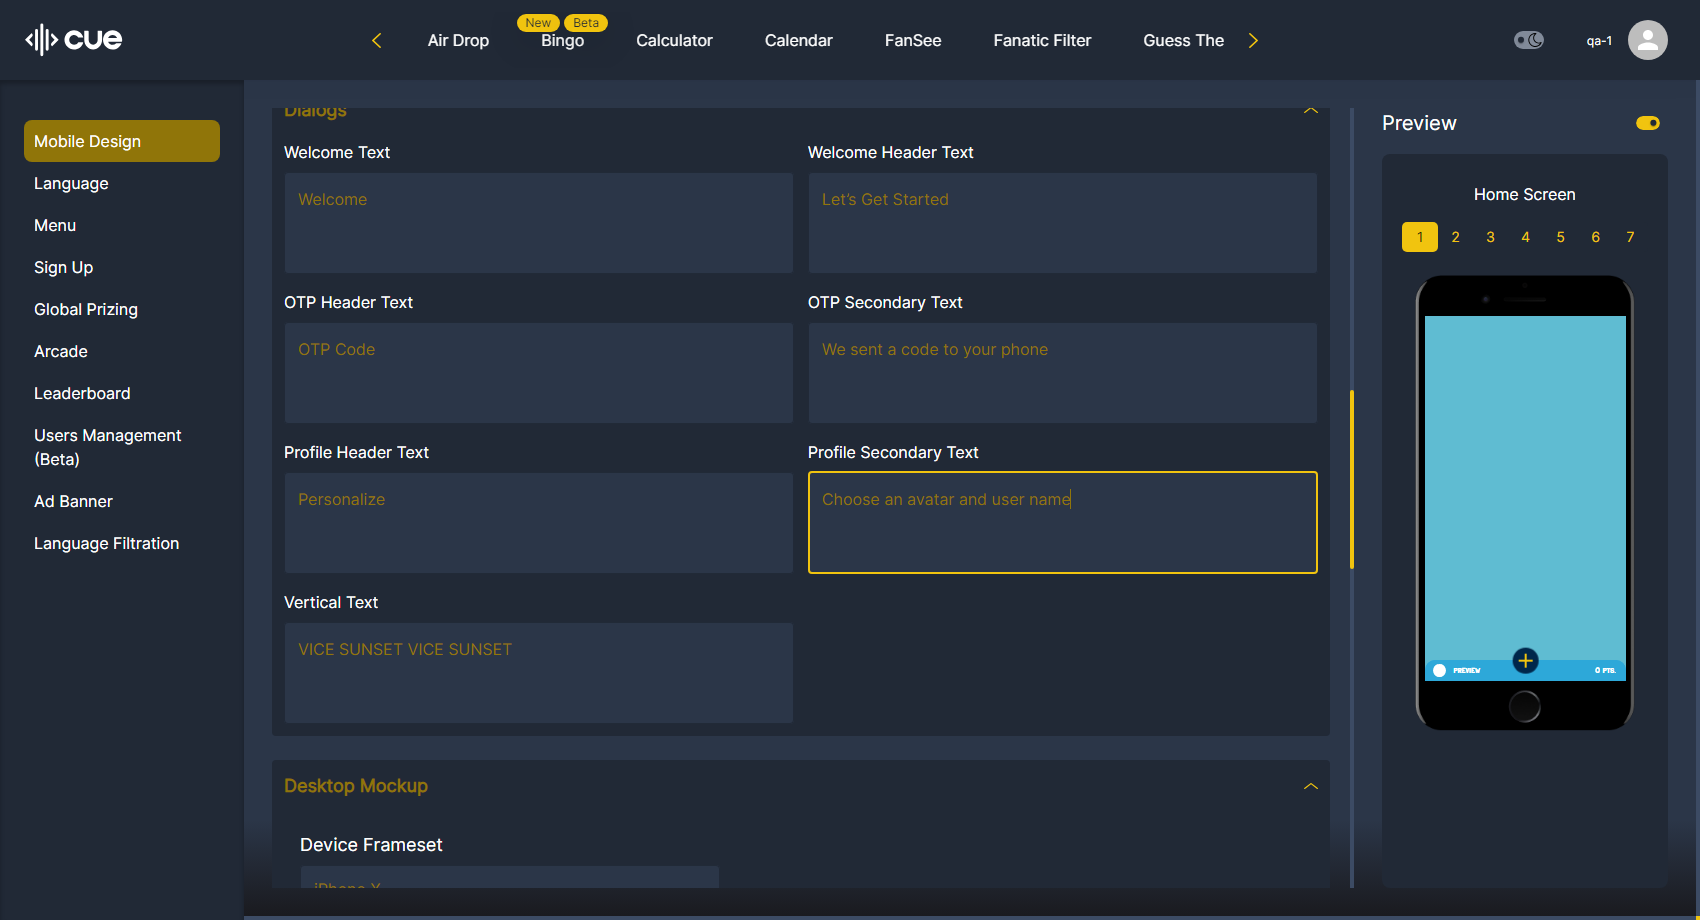 cue
Air Drop
New
Beta
Bingo
Calculator
Calendar
FanSee
Fanatic Filter
Guess The
qa-1
Mobile Design
Language
Menu
Sign Up
Global Prizing
Arcade
Leaderboard
Users Management
(Beta)
Ad Banner
Language Filtration
Dialogs
Welcome Text
Welcome Header Text
Welcome
Let's Get Started
OTP Header Text
OTP Secondary Text
OTP Code
We sent a code to your phone
Profile Header Text
Profile Secondary Text
Personalize
Choose an avatar and user name
Vertical Text
VICE SUNSET VICE SUNSET
Desktop Mockup
Device Frameset
iPhone X
Preview
Home Screen
1 2 3 4 5 6 7
PREVIEW
0 PTS.